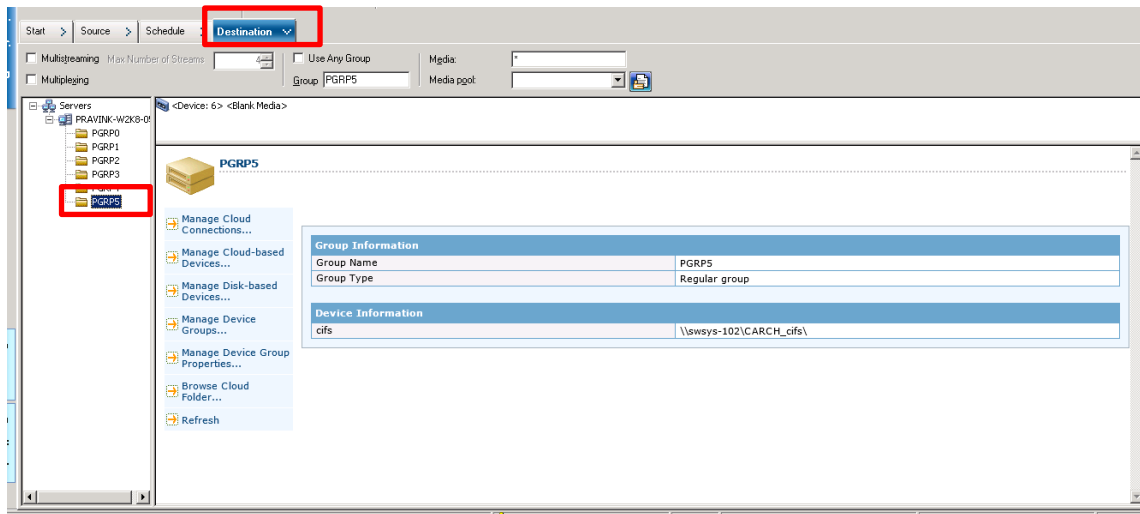 Start > Source > Schedule Destination
Multistreaming Max Number of Streams 4 Use Any Group Media: *
Multiplexing Group PGRP5 Media pool:
Servers
PRAVINK-W2K8-0
PGRP0
PGRP1
PGRP2
PGRP3
PGRP5
<Device: 6> <Blank Media>
PGRP5
Manage Cloud
Connections...
Manage Cloud-based
Devices...
Manage Disk-based
Devices...
Manage Device
Groups...
Manage Device Group
Properties...
Browse Cloud
Folder...
Refresh
Group Information
Group Name PGRP5
Group Type Regular group
Device Information
cifs \\swsys-102\CARCH_cifs\